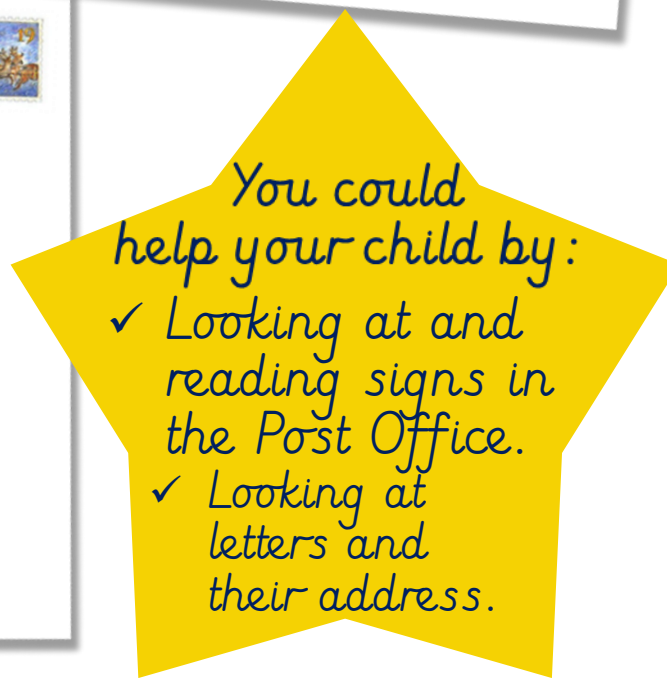 19
You could
help your child by:
✓ Looking at and
reading signs in
the Post Office.
✓ Looking at
letters and
their address.